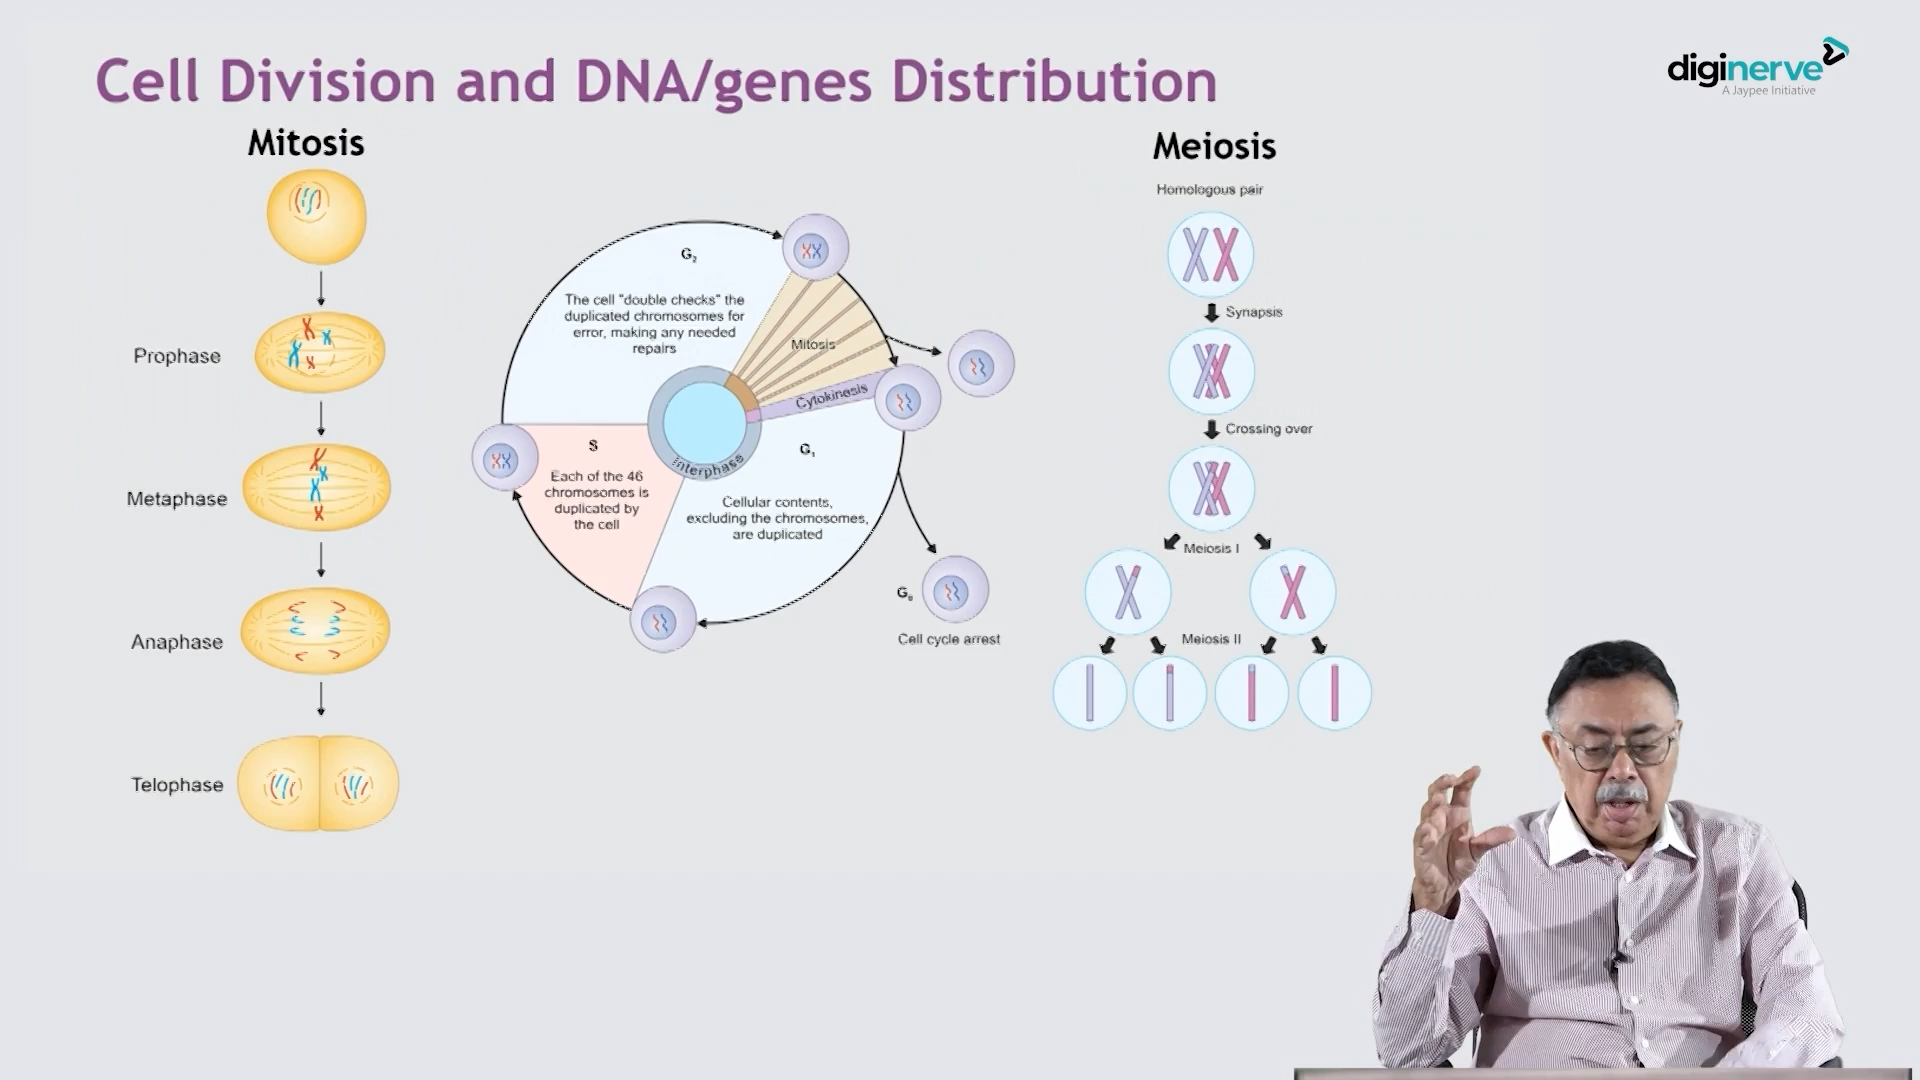 Cell Division and DNA/genes Distribution
diginerve
A Jaypee Initiative
Mitosis
Prophase
Metaphase
Anaphase
Telophase
G₂
The cell "double checks" the
duplicated chromosomes for
error, making any needed
repairs
Mitosis
Cytokinesis
Interphase
S
Each of the 46
chromosomes is
duplicated by
the cell
G₁
Cellular contents,
excluding the chromosomes,
are duplicated
G₀
Cell cycle arrest
Meiosis
Homologous pair
Synapsis
Crossing over
Meiosis I
Meiosis II